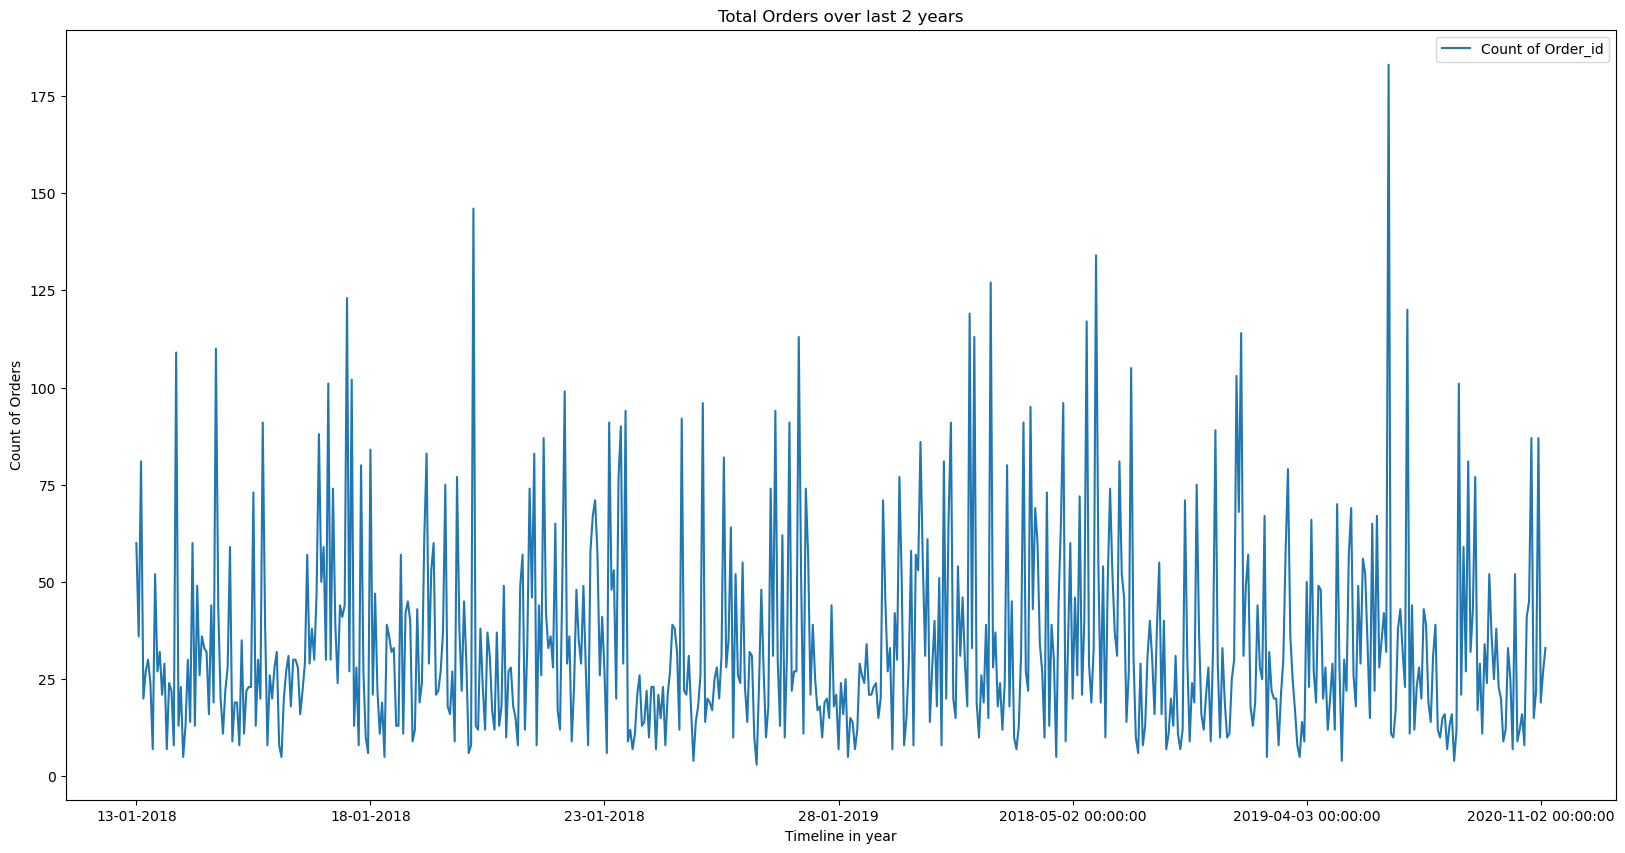 Total Orders over last 2 years
Count of Order_id
175
150
125
100
75
50
25
0
Count of Orders
13-01-2018 18-01-2018 23-01-2018 28-01-2019 2018-05-02 00:00:00 2019-04-03 00:00:00 2020-11-02 00:00:00
Timeline in year